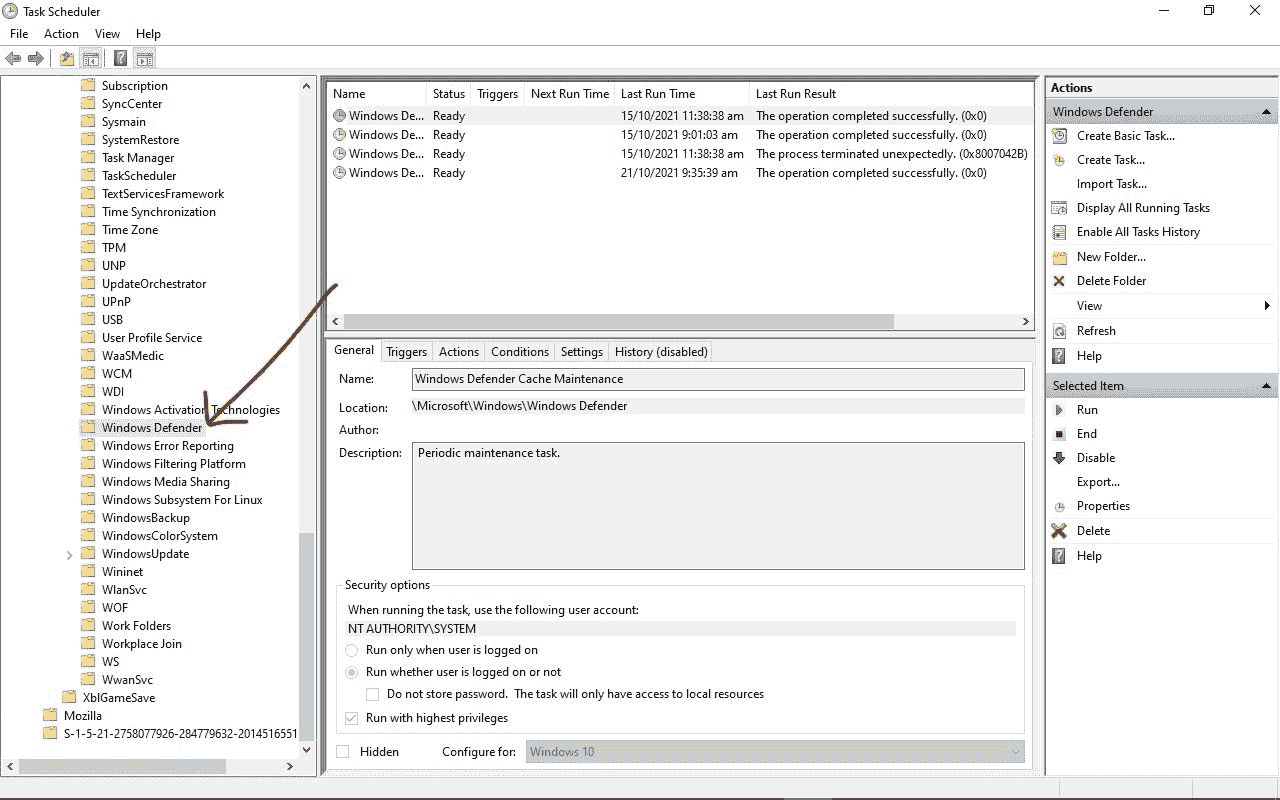 Task Scheduler
File Action View Help
Subscription
SyncCenter
Sysmain
SystemRestore
Task Manager
TaskScheduler
TextServicesFramework
Time Synchronization
Time Zone
TPM
UNP
UpdateOrchestrator
UPnP
USB
User Profile Service
WaaSMedic
WCM
WDI
Windows Activation Technologies
Windows Defender
Windows Error Reporting
Windows Filtering Platform
Windows Media Sharing
Windows Subsystem For Linux
WindowsBackup
WindowsColorSystem
WindowsUpdate
Wininet
WlanSvc
WOF
Work Folders
Workplace Join
WS
WwanSvc
XblGameSave
Mozilla
S-1-5-21-2758077926-284779632-2014516551
Name Status Triggers Next Run Time Last Run Time Last Run Result
Windows De... Ready 15/10/2021 11:38:38 am The operation completed successfully. (0x0)
Windows De... Ready 15/10/2021 9:01:03 am The operation completed successfully. (0x0)
Windows De... Ready 15/10/2021 11:38:38 am The process terminated unexpectedly. (0x8007042B)
Windows De... Ready 21/10/2021 9:35:39 am The operation completed successfully. (0x0)
General Triggers Actions Conditions Settings History (disabled)
Name: Windows Defender Cache Maintenance
Location: \Microsoft\Windows\Windows Defender
Author:
Description: Periodic maintenance task.
Security options
When running the task, use the following user account:
NT AUTHORITY\SYSTEM
Run only when user is logged on
Run whether user is logged on or not
Do not store password. The task will only have access to local resources
Run with highest privileges
Hidden Configure for: Windows 10
Actions
Windows Defender
Create Basic Task...
Create Task...
Import Task...
Display All Running Tasks
Enable All Tasks History
New Folder...
Delete Folder
View
Refresh
Help
Selected Item
Run
End
Disable
Export...
Properties
Delete
Help